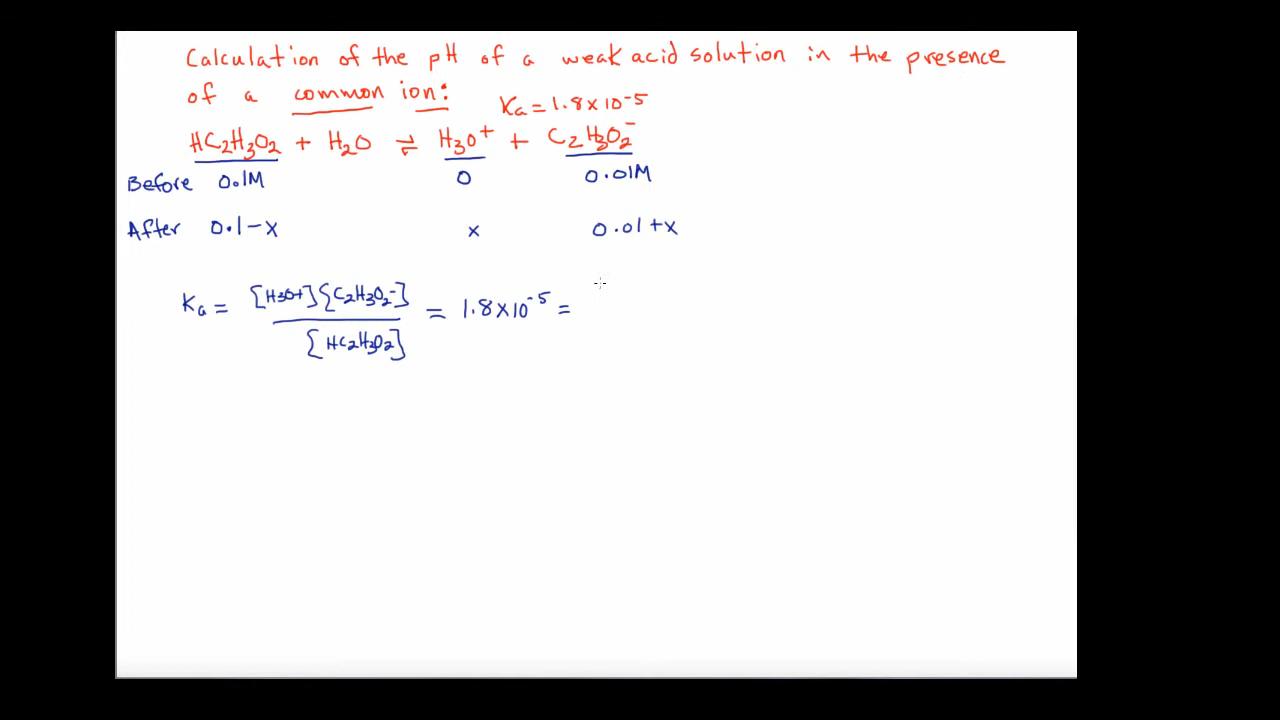 Calculation of the pH of a weak acid solution in the presence
of a common ion: Ka = 1.8 x 10⁻⁵
HC₂H₃O₂ + H₂O ⇌ H₃O⁺ + C₂H₃O₂⁻
Before 0.1M 0 0.01M
After 0.1-x x 0.01+x
Ka = [H3O+][C₂H₃O₂⁻] / [HC₂H₃O₂] = 1.8 x 10⁻⁵ =